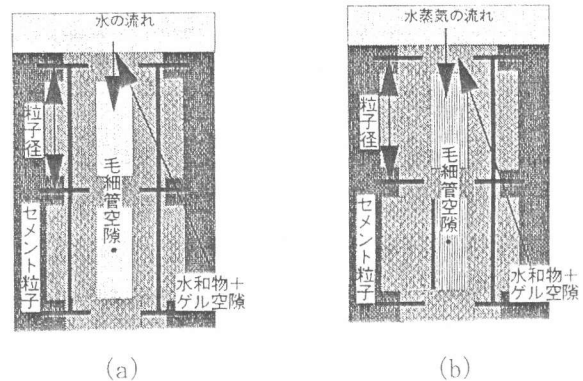 水の流れ
粒子径
毛細管空隙
セメント粒子
水和物+
ゲル空隙
(a)
水蒸気の流れ
粒子径
毛細管空隙
セメント粒子
水和物+
ゲル空隙
(b)